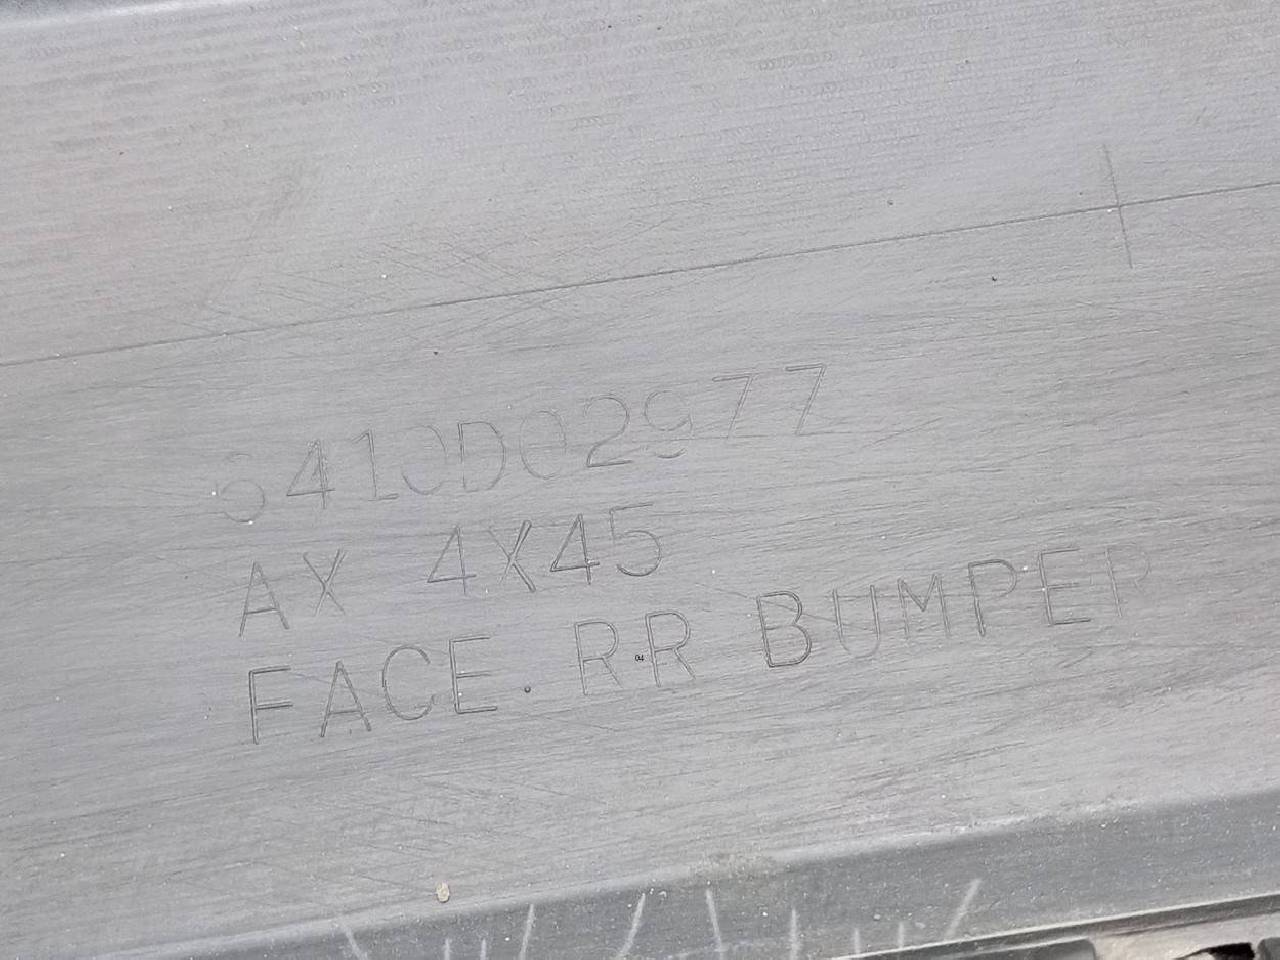 6410D02977
AX 4X45
FACE. RR BUMPER